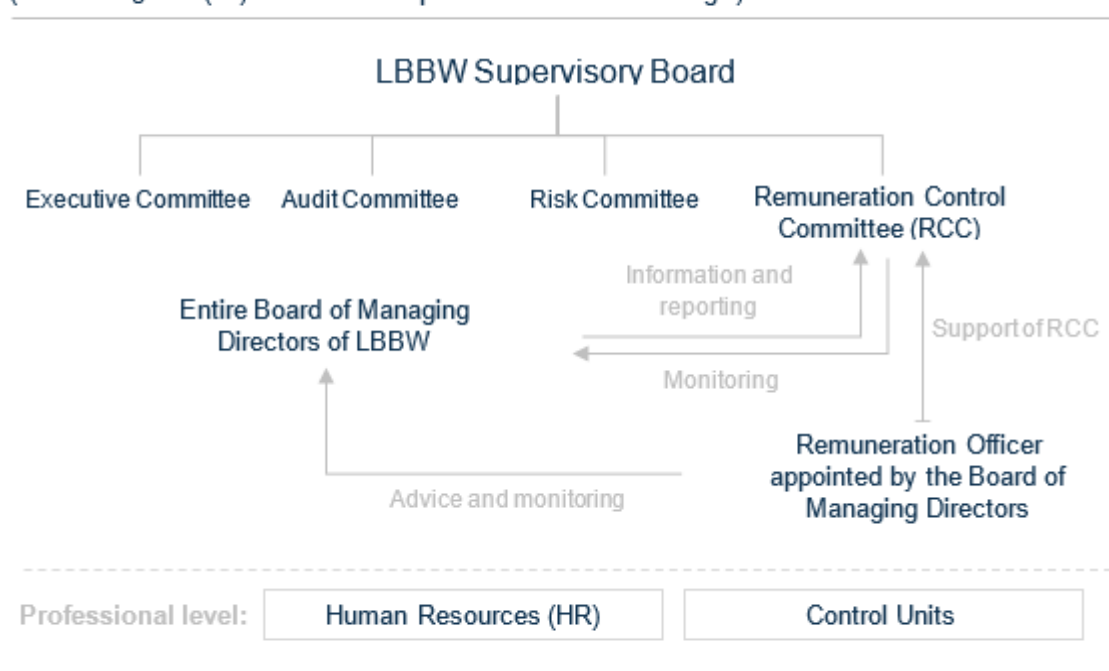 LBBW Supervisory Board
Executive Committee
Audit Committee
Risk Committee
Remuneration Control
Committee (RCC)
Information and
reporting
Entire Board of Managing
Directors of LBBW
Support of RCC
Monitoring
Remuneration Officer
appointed by the Board of
Managing Directors
Advice and monitoring
Professional level:
Human Resources (HR)
Control Units